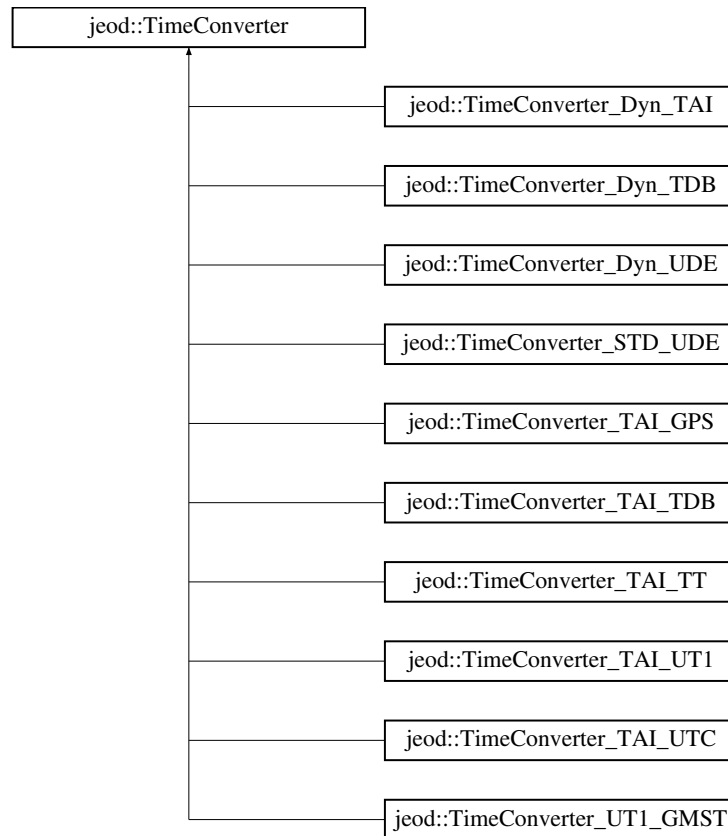 jeod::TimeConverter
jeod::TimeConverter_Dyn_TAI
jeod::TimeConverter_Dyn_TDB
jeod::TimeConverter_Dyn_UDE
jeod::TimeConverter_STD_UDE
jeod::TimeConverter_TAI_GPS
jeod::TimeConverter_TAI_TDB
jeod::TimeConverter_TAI_TT
jeod::TimeConverter_TAI_UT1
jeod::TimeConverter_TAI_UTC
jeod::TimeConverter_UT1_GMST